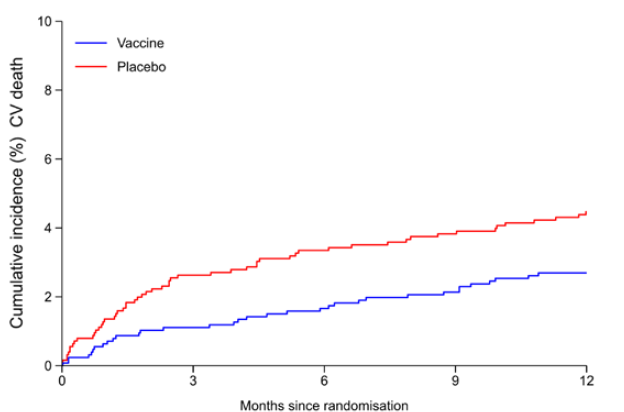 10
Vaccine
Placebo
8
6
4
2
0
Cumulative incidence (%)  CV death
0 3 6 9 12
Months since randomisation